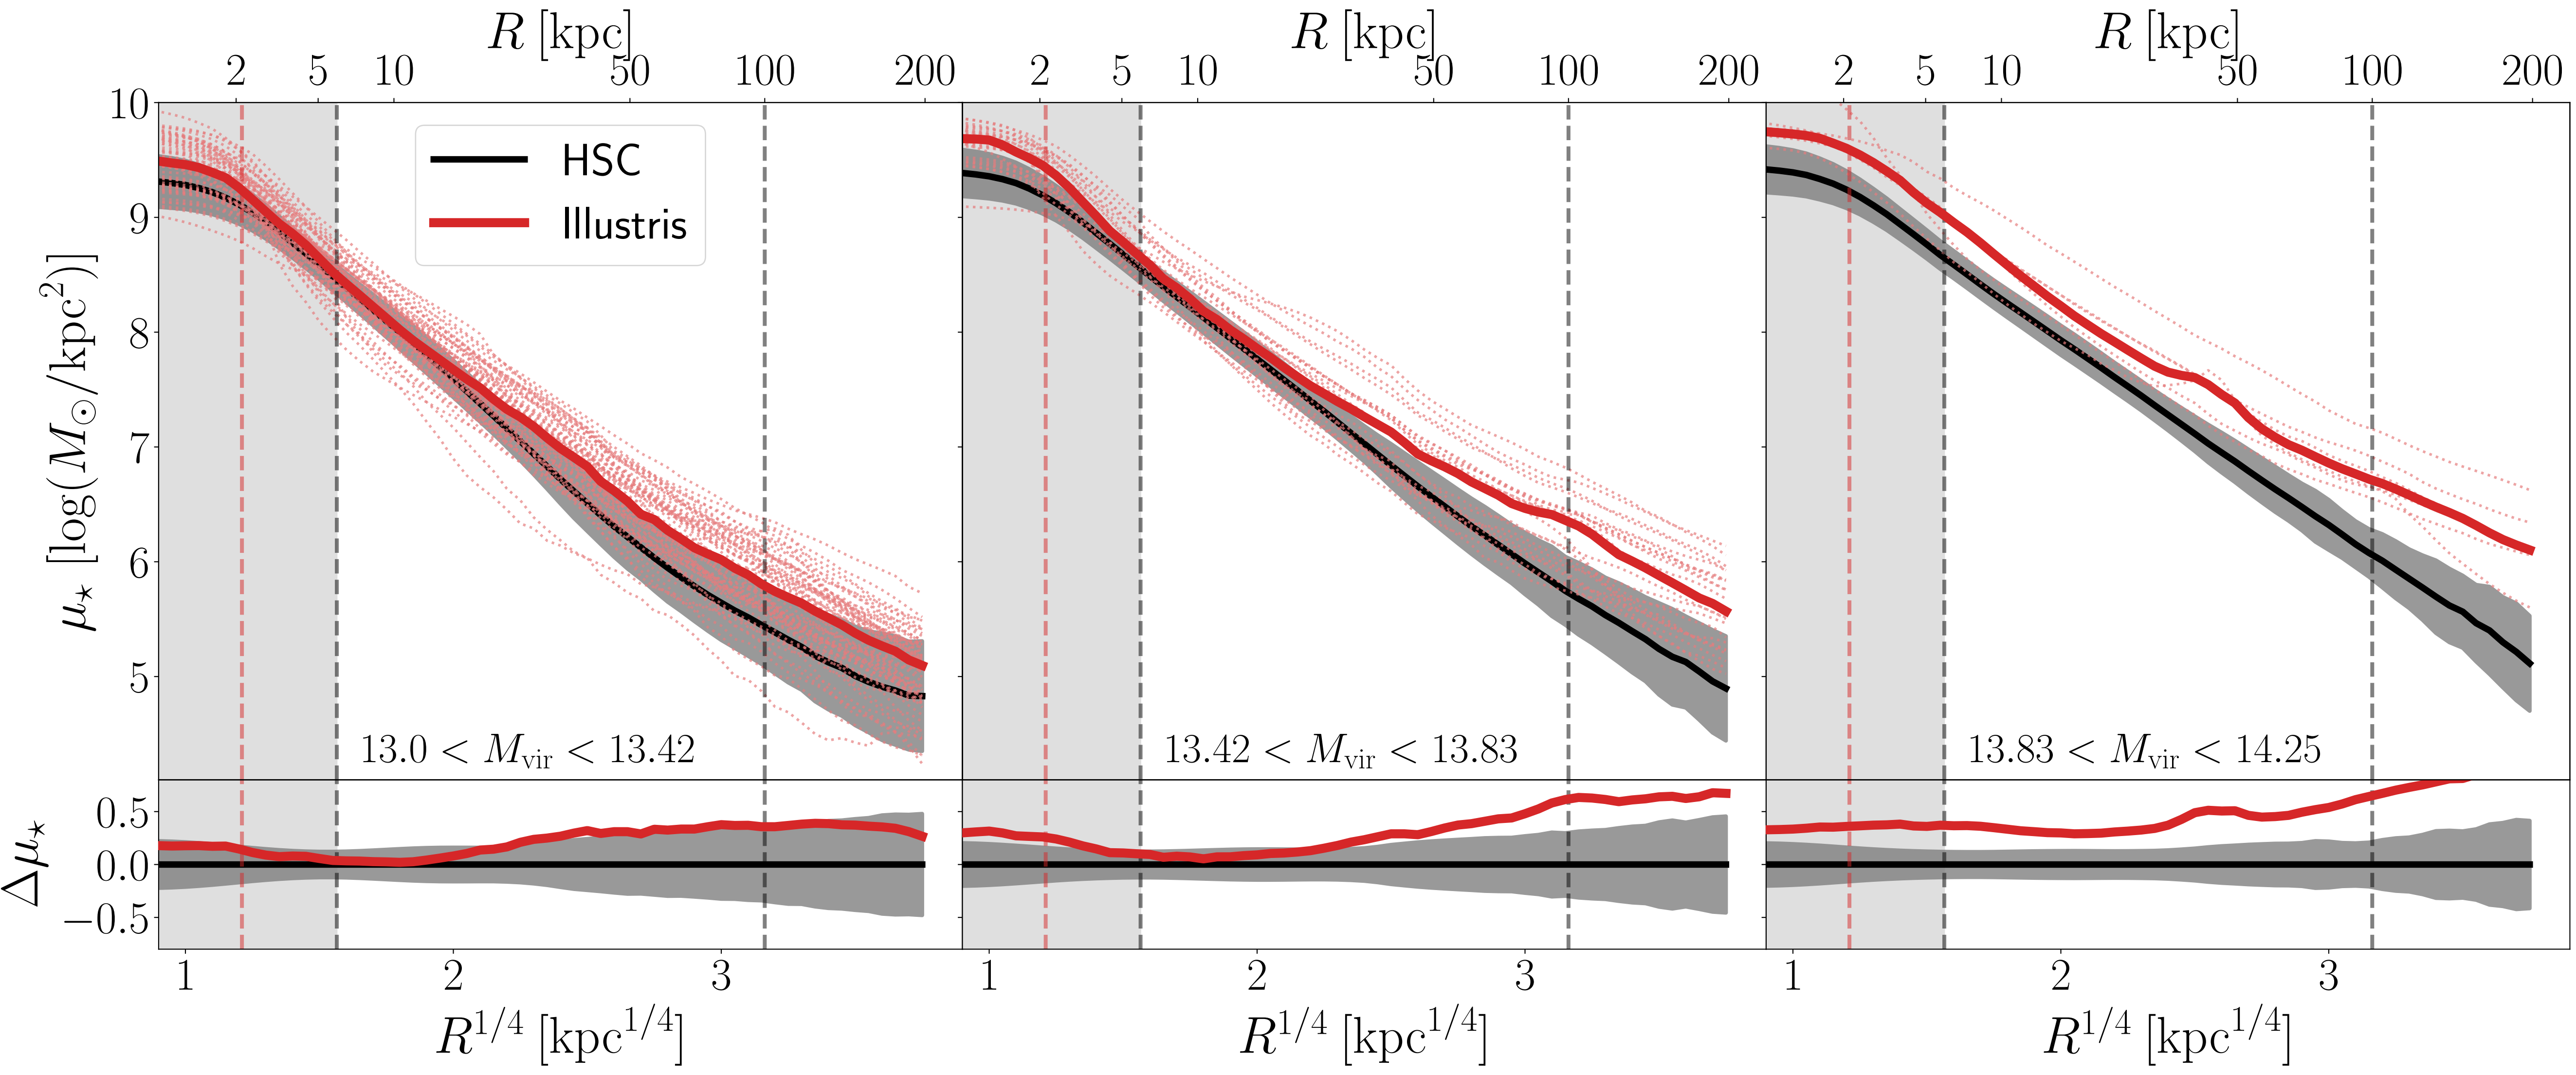 R [kpc] R [kpc] R [kpc]
2 5 10 50 100 200 2 5 10 50 100 200 2 5 10 50 100 200
10
9
8
7
6
5
μ⋆ [log(M⊙/kpc²)]
HSC
Illustris
13.0 < Mvir < 13.42 13.42 < Mvir < 13.83 13.83 < Mvir < 14.25
0.5
0.0
−0.5
Δμ⋆
1 2 3 1 2 3 1 2 3
R^1/4 [kpc^1/4] R^1/4 [kpc^1/4] R^1/4 [kpc^1/4]